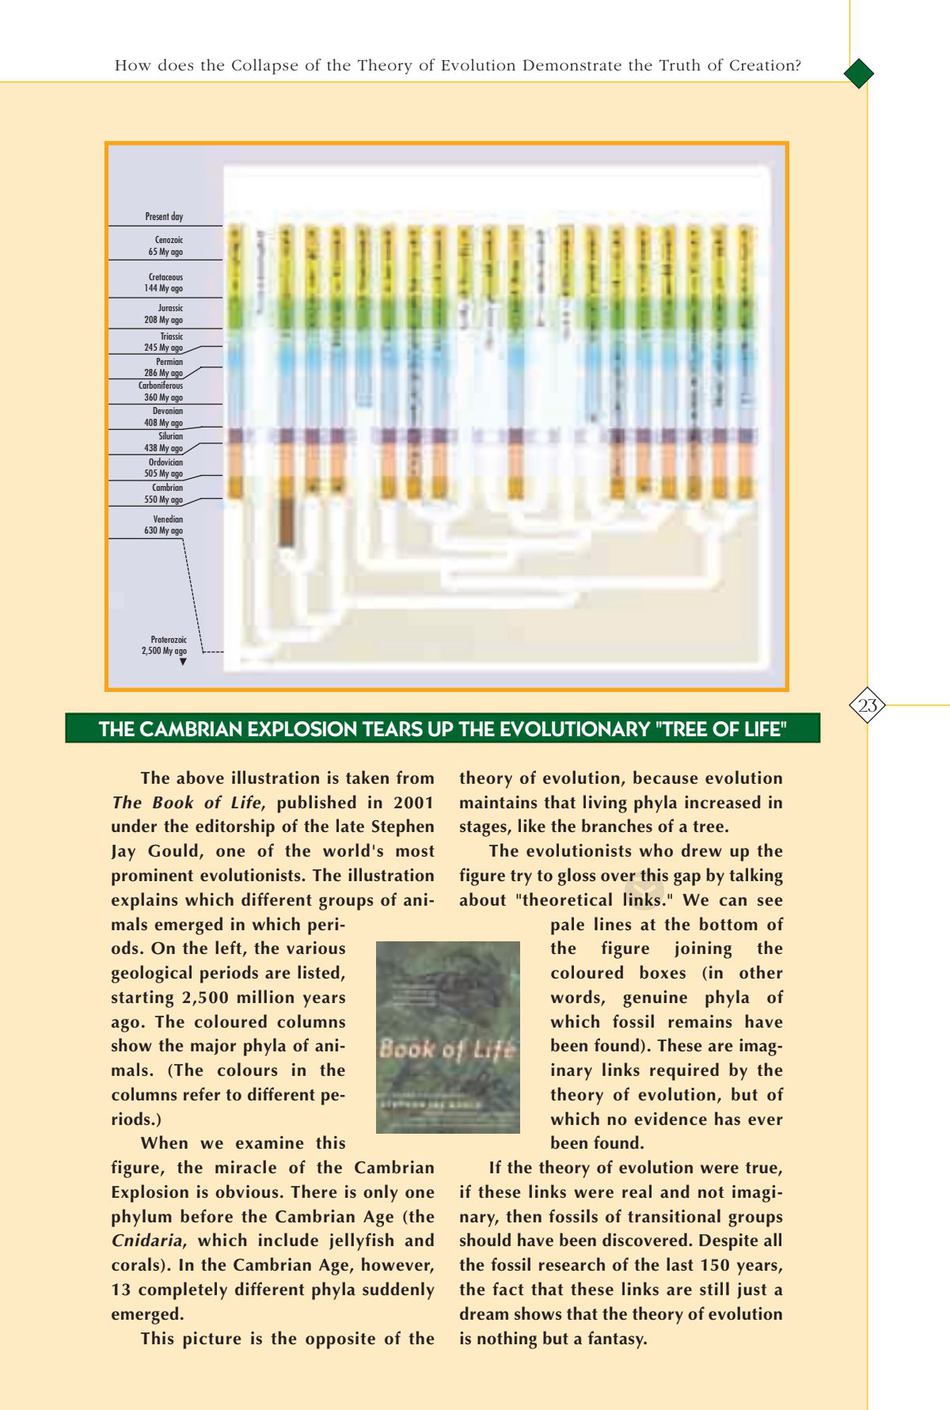 How does the Collapse of the Theory of Evolution Demonstrate the Truth of Creation?
Present day
Cenozoic
65 My ago
Cretaceous
144 My ago
Jurassic
208 My ago
Triassic
245 My ago
Permian
286 My ago
Carboniferous
360 My ago
Devonian
408 My ago
Silurian
438 My ago
Ordovician
505 My ago
Cambrian
550 My ago
Venedian
630 My ago
Proterozoic
2,500 My ago
23
THE CAMBRIAN EXPLOSION TEARS UP THE EVOLUTIONARY "TREE OF LIFE"
The above illustration is taken from
The Book of Life, published in 2001
under the editorship of the late Stephen
Jay Gould, one of the world's most
prominent evolutionists. The illustration
explains which different groups of ani-
mals emerged in which peri-
ods. On the left, the various
geological periods are listed,
starting 2,500 million years
ago. The coloured columns
show the major phyla of ani-
mals. (The colours in the
columns refer to different pe-
riods.)
When we examine this
figure, the miracle of the Cambrian
Explosion is obvious. There is only one
phylum before the Cambrian Age (the
Cnidaria, which include jellyfish and
corals). In the Cambrian Age, however,
13 completely different phyla suddenly
emerged.
This picture is the opposite of the
Book of Life
theory of evolution, because evolution
maintains that living phyla increased in
stages, like the branches of a tree.
The evolutionists who drew up the
figure try to gloss over this gap by talking
about "theoretical links." We can see
pale lines at the bottom of
the figure joining the
coloured boxes (in other
words, genuine phyla of
which fossil remains have
been found). These are imag-
inary links required by the
theory of evolution, but of
which no evidence has ever
been found.
If the theory of evolution were true,
if these links were real and not imagi-
nary, then fossils of transitional groups
should have been discovered. Despite all
the fossil research of the last 150 years,
the fact that these links are still just a
dream shows that the theory of evolution
is nothing but a fantasy.